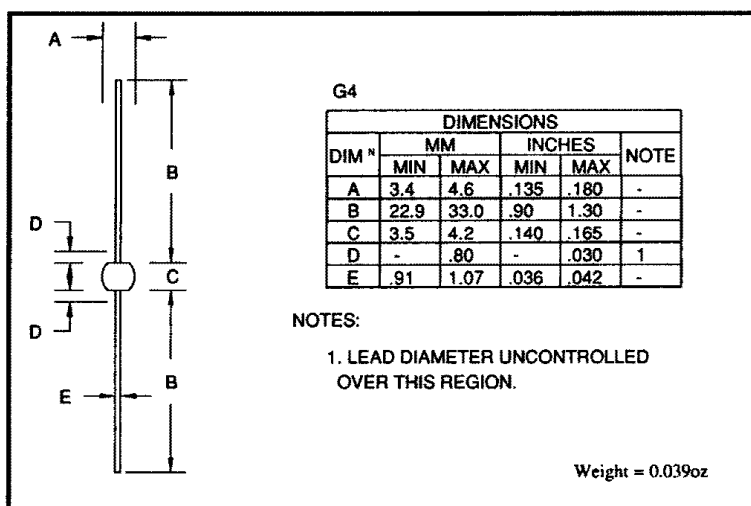 A
B
D
C
D
E
B
G4
DIMENSIONS
DIM N MM INCHES NOTE
MIN MAX MIN MAX
A 3.4 4.6 .135 .180 -
B 22.9 33.0 .90 1.30 -
C 3.5 4.2 .140 .165 -
D - .80 - .030 1
E .91 1.07 .036 .042 -
NOTES:
1. LEAD DIAMETER UNCONTROLLED
OVER THIS REGION.
Weight = 0.039oz